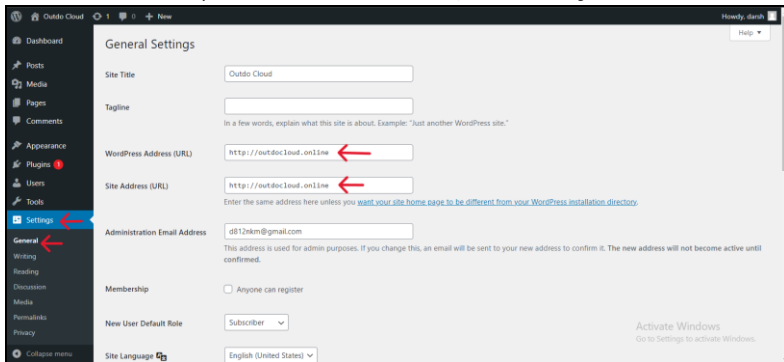 Outdo Cloud 1 0 + New Howdy, darsh
Help
Dashboard
Posts
Media
Pages
Comments
Appearance
Plugins 1
Users
Tools
Settings
General
Writing
Reading
Discussion
Media
Permalinks
Privacy
Collapse menu
General Settings
Site Title Outdo Cloud
Tagline
In a few words, explain what this site is about. Example: "Just another WordPress site."
WordPress Address (URL) http://outdocloud.online
Site Address (URL) http://outdocloud.online
Enter the same address here unless you want your site home page to be different from your WordPress installation directory.
Administration Email Address d812nkm@gmail.com
This address is used for admin purposes. If you change this, an email will be sent to your new address to confirm it. The new address will not become active until
confirmed.
Membership Anyone can register
New User Default Role Subscriber
Site Language English (United States)
Activate Windows
Go to Settings to activate Windows.